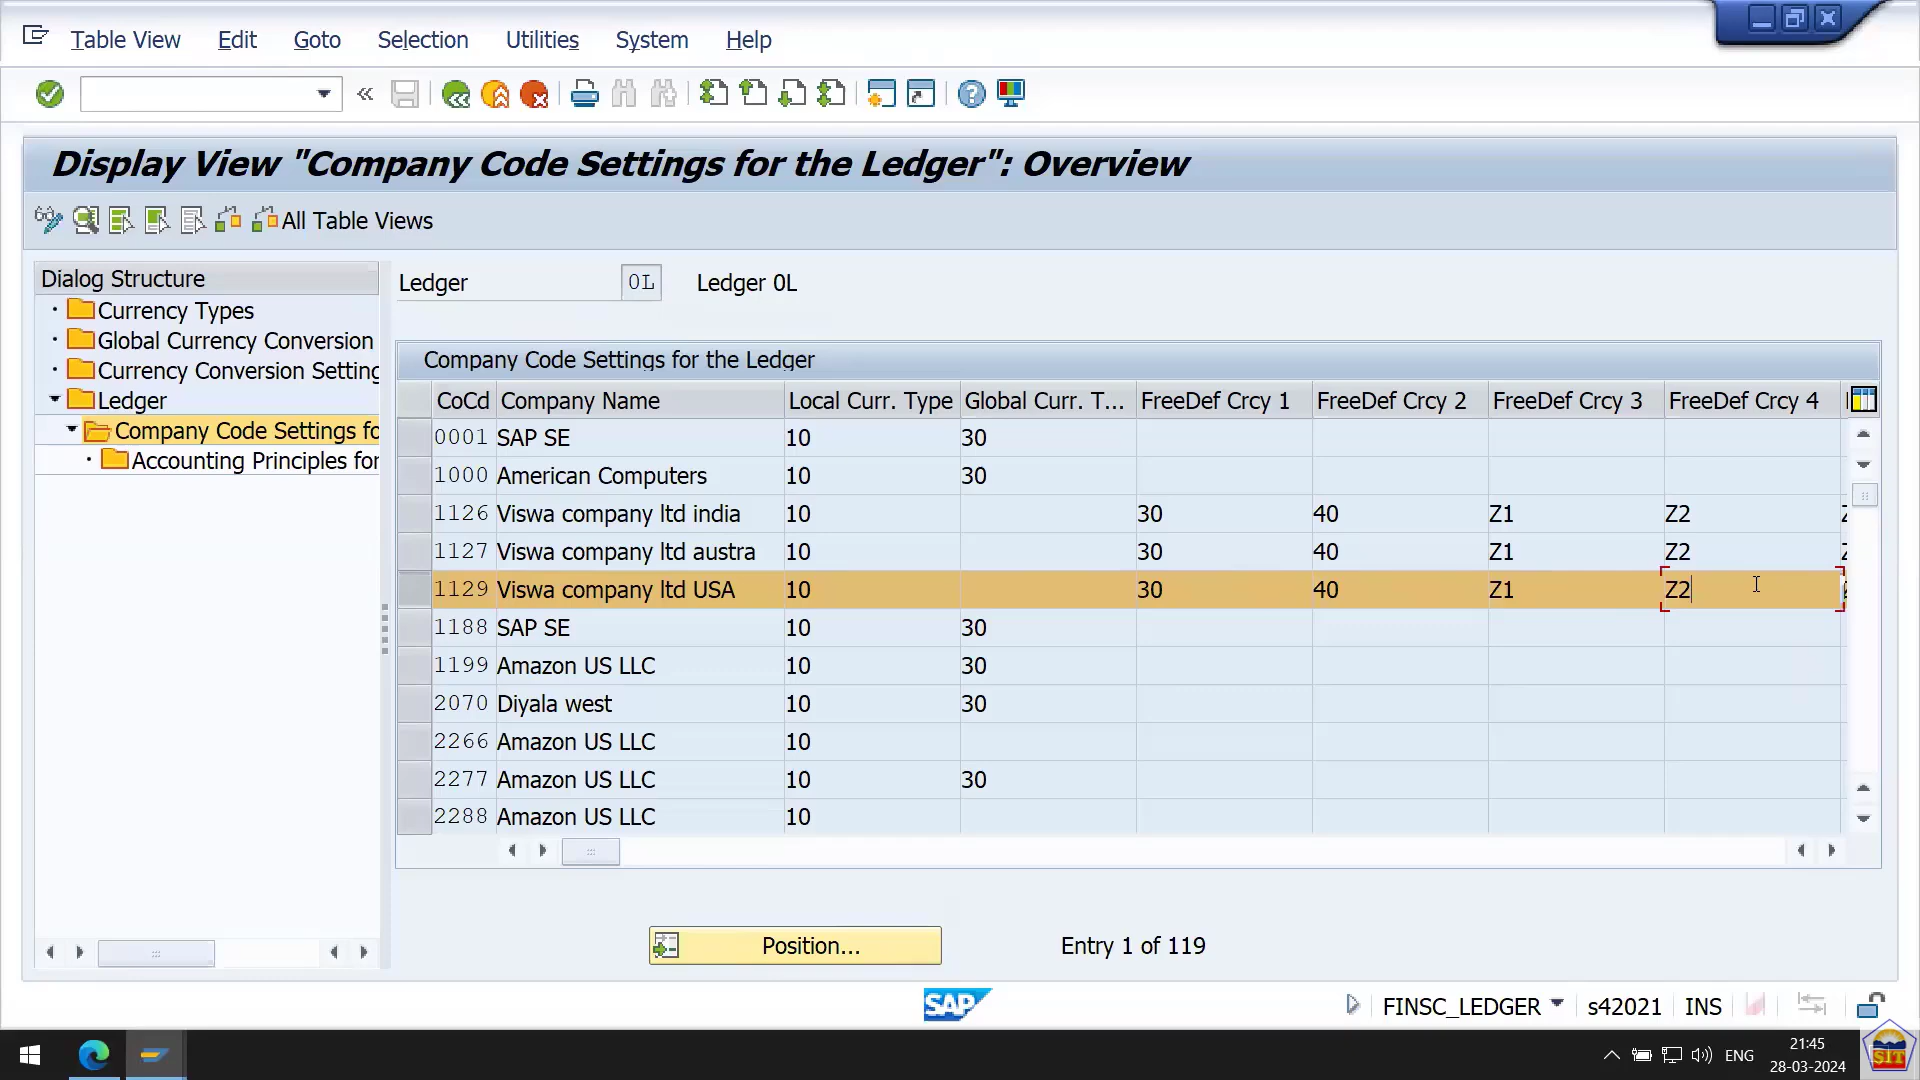 Table View Edit Goto Selection Utilities System Help
Display View "Company Code Settings for the Ledger": Overview
All Table Views
Dialog Structure
Currency Types
Global Currency Conversion
Currency Conversion Setting
Ledger
Company Code Settings fo
Accounting Principles for
Ledger 0L Ledger 0L
Company Code Settings for the Ledger
CoCd Company Name Local Curr. Type Global Curr. T... FreeDef Crcy 1 FreeDef Crcy 2 FreeDef Crcy 3 FreeDef Crcy 4
0001 SAP SE 10 30
1000 American Computers 10 30
1126 Viswa company ltd india 10 30 40 Z1 Z2
1127 Viswa company ltd austra 10 30 40 Z1 Z2
1129 Viswa company ltd USA 10 30 40 Z1 Z2
1188 SAP SE 10 30
1199 Amazon US LLC 10 30
2070 Diyala west 10 30
2266 Amazon US LLC 10
2277 Amazon US LLC 10 30
2288 Amazon US LLC 10
Position... Entry 1 of 119
SAP
FINSC_LEDGER s42021 INS
ENG
21:45
28-03-2024
SIT